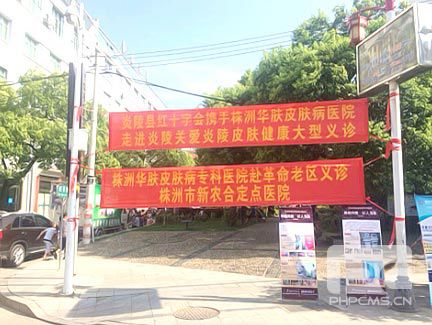 炎陵县红十字会携手株洲华肤皮肤病医院
走进炎陵关爱炎陵皮肤健康大型义诊
株洲华肤皮肤病专科医院赴革命老区义诊
株洲市新农合定点医院
PHPCMS.CN